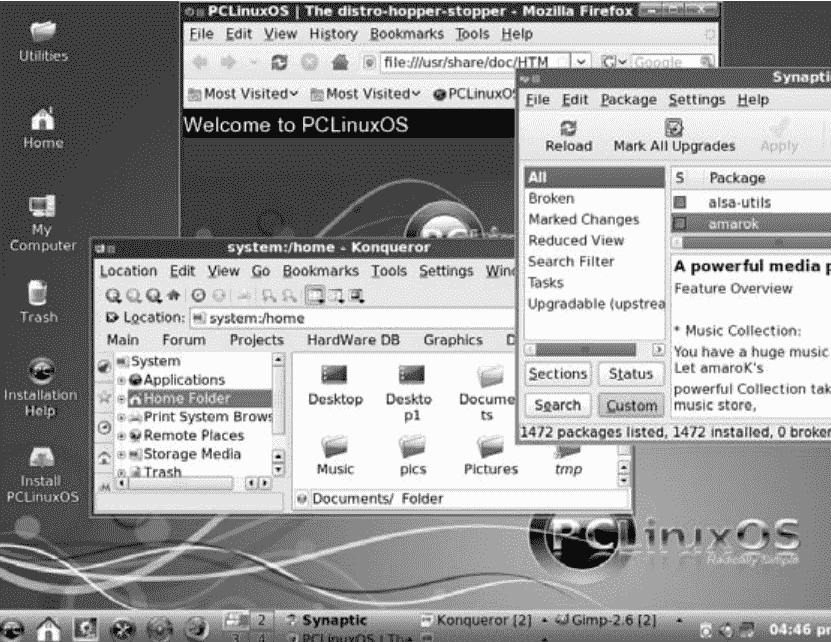 Utilities
Home
My
Computer
Trash
Installation
Help
Install
PCLinuxOS
PCLinuxOS | The distro-hopper-stopper - Mozilla Firefox
File Edit View History Bookmarks Tools Help
file:///usr/share/doc/HTM
Google
Most Visited Most Visited PCLinuxOS
Welcome to PCLinuxOS
system:/home - Konqueror
Location Edit View Go Bookmarks Tools Settings Wind
Location: system:/home
Main Forum Projects HardWare DB Graphics D
System
Applications
Home Folder
Print System Brows
Remote Places
Storage Media
Trash
Desktop
Deskto
p1
Docume
ts
Music
pics
Pictures
tmp
Documents/ Folder
Synaptic
File Edit Package Settings Help
Reload Mark All Upgrades Apply
All
Broken
Marked Changes
Reduced View
Search Filter
Tasks
Upgradable (upstrea
Sections Status
Search Custom
S Package
alsa-utils
amarok
A powerful media p
Feature Overview
* Music Collection:
You have a huge music
Let amaroK's
powerful Collection tak
music store,
1472 packages listed, 1472 installed, 0 broken
PCLinuxOS
Radically Simple
2
3 4
Synaptic
PCLinuxOS | The
Konqueror [2]
Gimp-2.6 [2]
04:46 pm